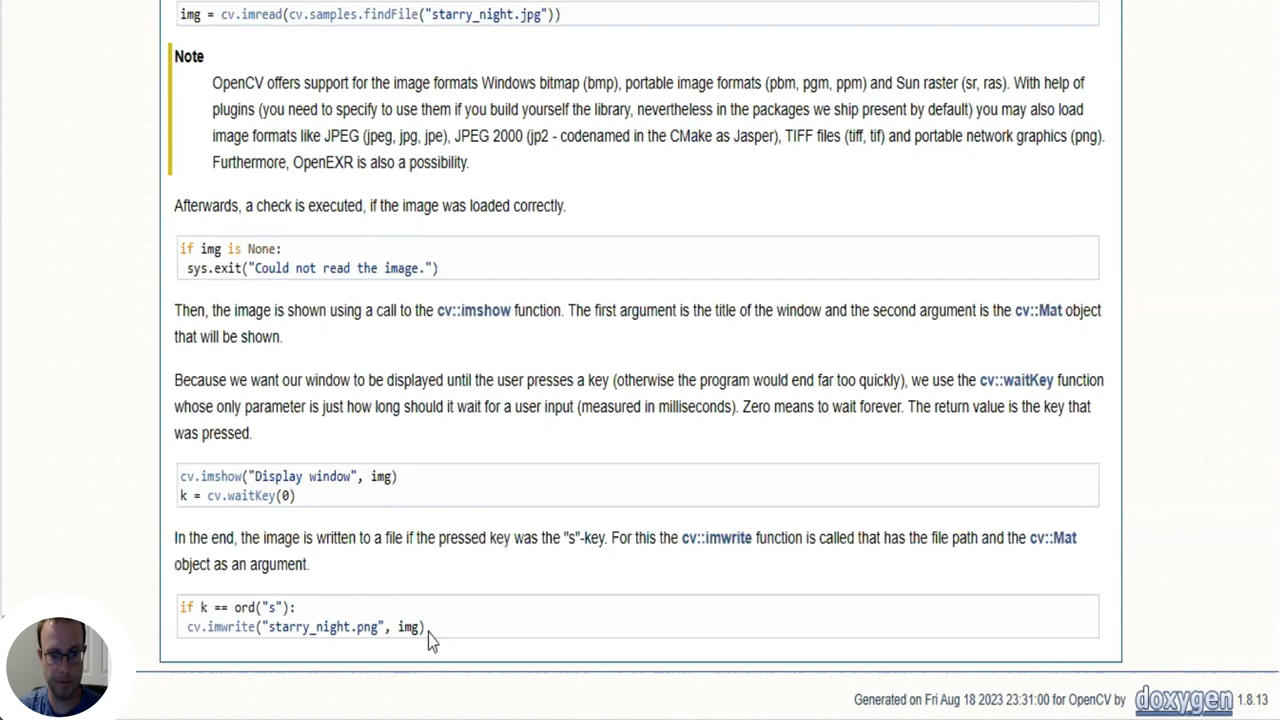 img = cv.imread(cv.samples.findFile("starry_night.jpg"))
Note
OpenCV offers support for the image formats Windows bitmap (bmp), portable image formats (pbm, pgm, ppm) and Sun raster (sr, ras). With help of
plugins (you need to specify to use them if you build yourself the library, nevertheless in the packages we ship present by default) you may also load
image formats like JPEG (jpeg, jpg, jpe), JPEG 2000 (jp2 - codenamed in the CMake as Jasper), TIFF files (tiff, tif) and portable network graphics (png).
Furthermore, OpenEXR is also a possibility.
Afterwards, a check is executed, if the image was loaded correctly.
if img is None:
sys.exit("Could not read the image.")
Then, the image is shown using a call to the cv::imshow function. The first argument is the title of the window and the second argument is the cv::Mat object
that will be shown.
Because we want our window to be displayed until the user presses a key (otherwise the program would end far too quickly), we use the cv::waitKey function
whose only parameter is just how long should it wait for a user input (measured in milliseconds). Zero means to wait forever. The return value is the key that
was pressed.
cv.imshow("Display window", img)
k = cv.waitKey(0)
In the end, the image is written to a file if the pressed key was the "s"-key. For this the cv::imwrite function is called that has the file path and the cv::Mat
object as an argument.
if k == ord("s"):
cv.imwrite("starry_night.png", img)
Generated on Fri Aug 18 2023 23:31:00 for OpenCV by doxygen 1.8.13